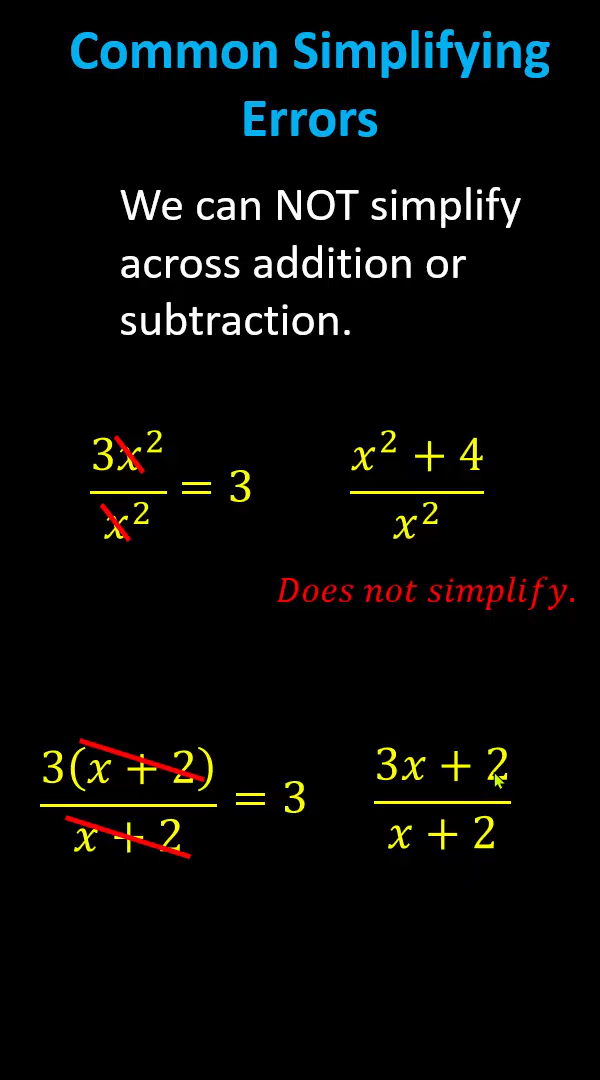 Common Simplifying
Errors
We can NOT simplify
across addition or
subtraction.
3x²/x² = 3
(x² + 4)/x²
Does not simplify.
3(x + 2)/(x + 2) = 3
(3x + 2)/(x + 2)